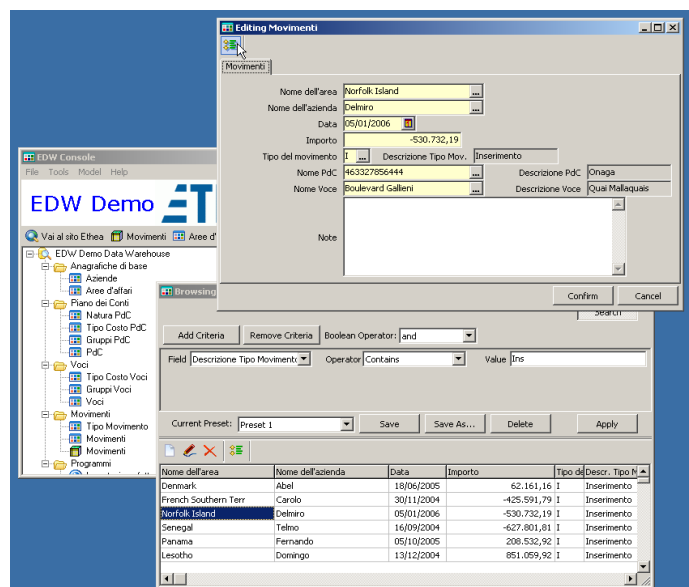 Editing Movimenti
Movimenti
Nome dell'area Norfolk Island ...
Nome dell'azienda Delmiro ...
Data 05/01/2006
Importo -530.732,19
Tipo del movimento I ... Descrizione Tipo Mov. Inserimento
Nome PdC 463327856444 ... Descrizione PdC Onaga
Nome Voce Boulevard Gallieni ... Descrizione Voce Quai Mallaquais
Note
Confirm Cancel
EDW Console
File Tools Model Help
EDW Demo
Vai al sito Ethea Movimenti Aree d'
EDW Demo Data Warehouse
Anagrafiche di base
Aziende
Aree d'affari
Piano dei Conti
Natura PdC
Tipo Costo PdC
Gruppi PdC
PdC
Voci
Tipo Costo Voci
Gruppi Voci
Voci
Movimenti
Tipo Movimento
Movimenti
Movimenti
Programmi
Browsing
Search
Add Criteria Remove Criteria Boolean Operator: and
Field Descrizione Tipo Movimento Operator Contains Value Ins
Current Preset: Preset 1 Save Save As... Delete Apply
Nome dell'area Nome dell'azienda Data Importo Tipo de Descr. Tipo M
Denmark Abel 18/06/2005 62.161,16 I Inserimento
French Southern Terr Carolo 30/11/2004 -425.591,79 I Inserimento
Norfolk Island Delmiro 05/01/2006 -530.732,19 I Inserimento
Senegal Telmo 16/09/2004 -627.801,81 I Inserimento
Panama Fernando 05/10/2005 208.532,92 I Inserimento
Lesotho Domingo 13/12/2004 851.059,92 I Inserimento